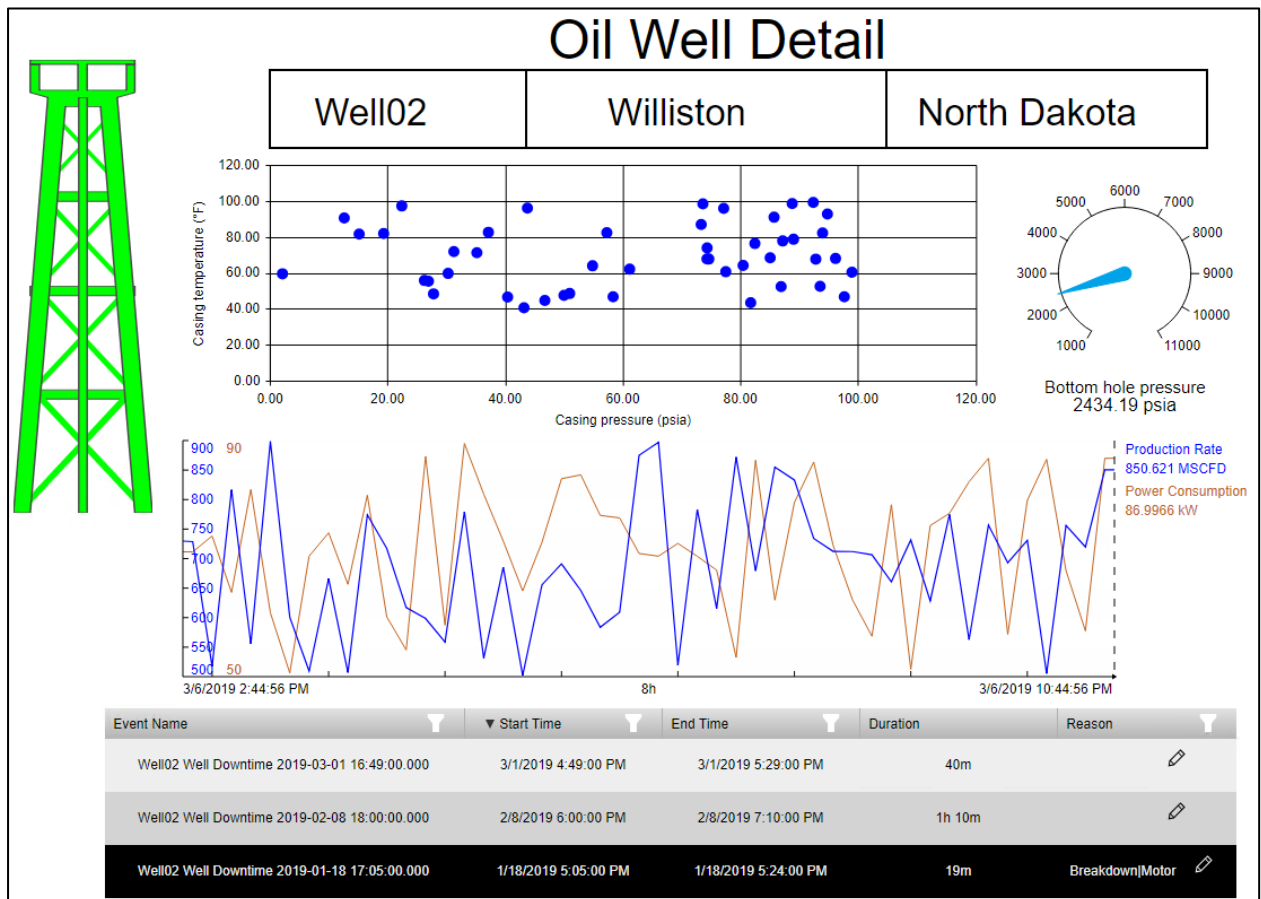 Oil Well Detail
Well02 Williston North Dakota
120.00
100.00
80.00
60.00
40.00
20.00
0.00
Casing temperature (°F)
0.00 20.00 40.00 60.00 80.00 100.00 120.00
Casing pressure (psia)
1000
2000
3000
4000
5000
6000
7000
8000
9000
10000
11000
Bottom hole pressure
2434.19 psia
900 90
850
800
750
700
650
600
550
500 50
Production Rate
850.621 MSCFD
Power Consumption
86.9966 kW
3/6/2019 2:44:56 PM 8h 3/6/2019 10:44:56 PM
Event Name ▼ Start Time End Time Duration Reason
Well02 Well Downtime 2019-03-01 16:49:00.000 3/1/2019 4:49:00 PM 3/1/2019 5:29:00 PM 40m
Well02 Well Downtime 2019-02-08 18:00:00.000 2/8/2019 6:00:00 PM 2/8/2019 7:10:00 PM 1h 10m
Well02 Well Downtime 2019-01-18 17:05:00.000 1/18/2019 5:05:00 PM 1/18/2019 5:24:00 PM 19m Breakdown|Motor